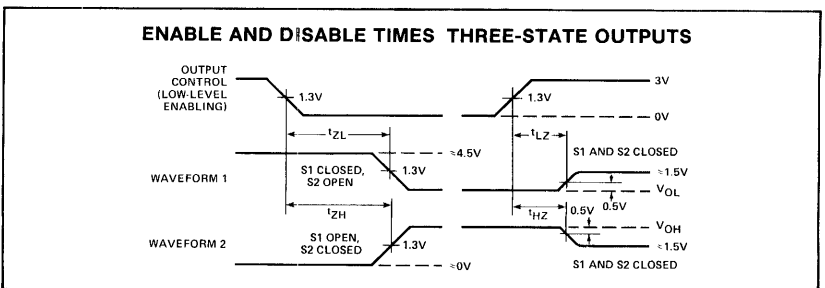 ENABLE AND DISABLE TIMES THREE-STATE OUTPUTS
OUTPUT
CONTROL
(LOW-LEVEL
ENABLING)
1.3V
1.3V
3V
0V
tZL
tLZ
S1 AND S2 CLOSED
≈4.5V
WAVEFORM 1
S1 CLOSED,
S2 OPEN
1.3V
≈1.5V
VOL
0.5V
tZH
tHZ
0.5V
VOH
WAVEFORM 2
S1 OPEN,
S2 CLOSED
1.3V
≈1.5V
≈0V
S1 AND S2 CLOSED